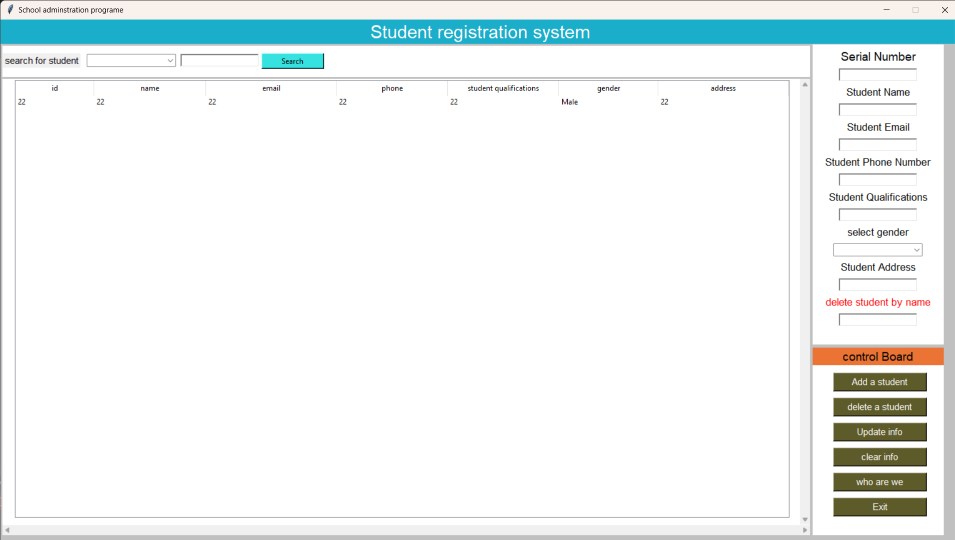 School adminstration programe
Student registration system
search for student
Search
id name email phone student qualifications gender address
22 22 22 22 22 Male 22
Serial Number
Student Name
Student Email
Student Phone Number
Student Qualifications
select gender
Student Address
delete student by name
control Board
Add a student
delete a student
Update info
clear info
who are we
Exit